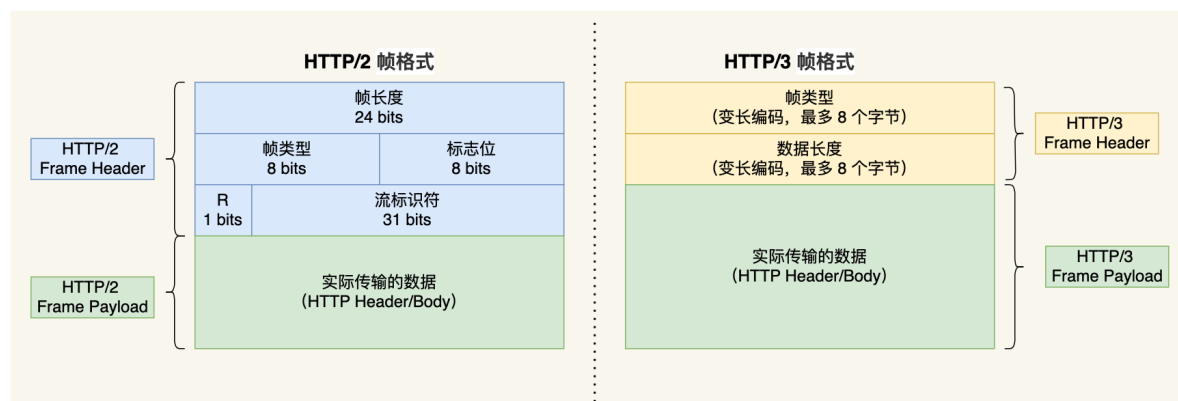 HTTP/2 帧格式
HTTP/2
Frame Header
帧长度
24 bits
帧类型
8 bits
标志位
8 bits
R
1 bits
流标识符
31 bits
HTTP/2
Frame Payload
实际传输的数据
（HTTP Header/Body）
HTTP/3 帧格式
帧类型
（变长编码，最多 8 个字节）
数据长度
（变长编码，最多 8 个字节）
HTTP/3
Frame Header
实际传输的数据
（HTTP Header/Body）
HTTP/3
Frame Payload